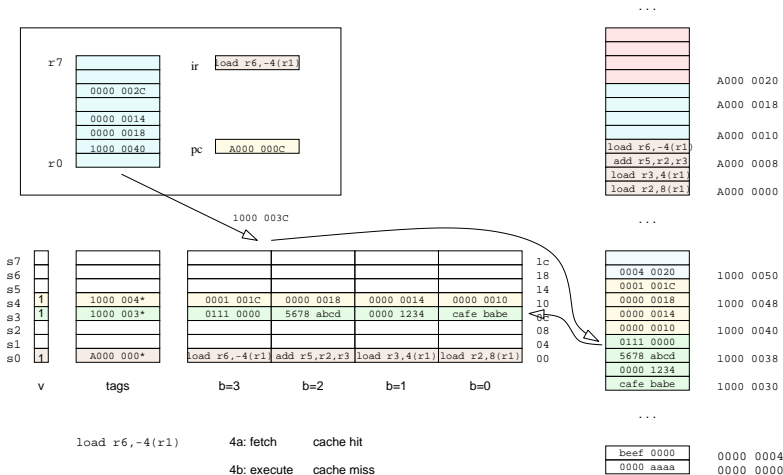 ...
r7 ir load r6,-4(r1)
0000 002C
A000 0020
A000 0018
0000 0014
0000 0018
A000 0010
1000 0040 pc A000 000C
load r6,-4(r1)
r0
add r5,r2,r3 A000 0008
load r3,4(r1)
load r2,8(r1) A000 0000
1000 003C
...
s7 1c
s6 18 0004 0020 1000 0050
s5 14 0001 001C
s4 1 1000 004* 0001 001C 0000 0018 0000 0014 0000 0010 10 0000 0018 1000 0048
s3 1 1000 003* 0111 0000 5678 abcd 0000 1234 cafe babe 0c 0000 0014
s2 08 0000 0010 1000 0040
s1 04 0111 0000
s0 1 A000 000* load r6,-4(r1) add r5,r2,r3 load r3,4(r1) load r2,8(r1) 00 5678 abcd 1000 0038
0000 1234
v tags b=3 b=2 b=1 b=0 cafe babe 1000 0030
...
load r6,-4(r1) 4a: fetch cache hit
beef 0000 0000 0004
4b: execute cache miss 0000 aaaa 0000 0000